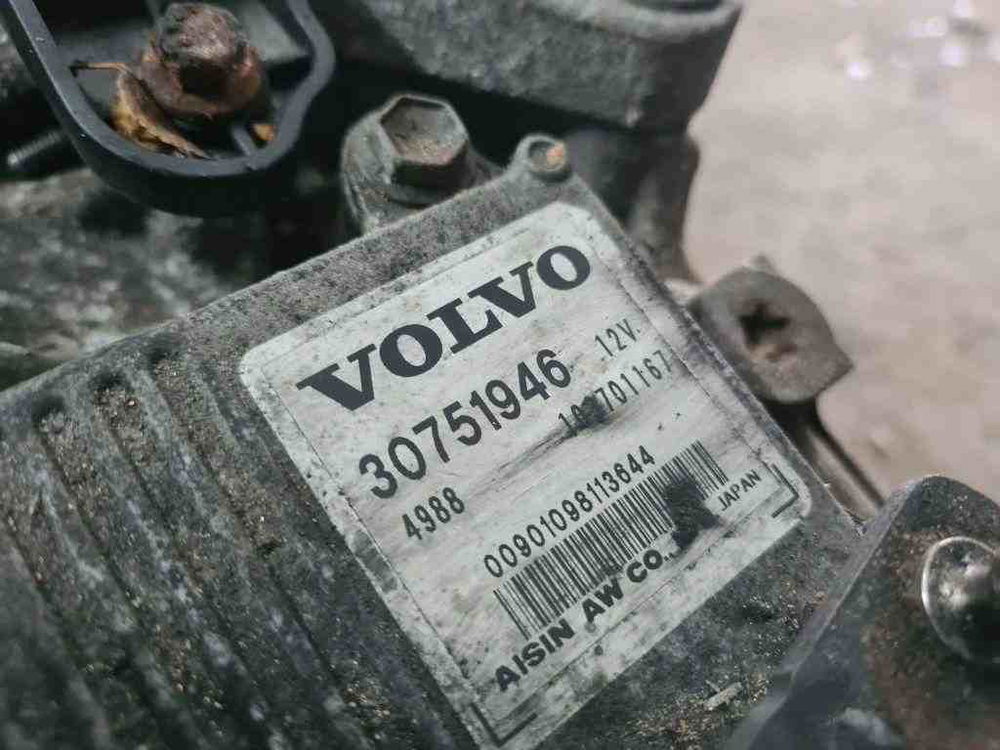 VOLVO
30751946 12V
4988
00901098113644
AISIN AW CO., JAPAN